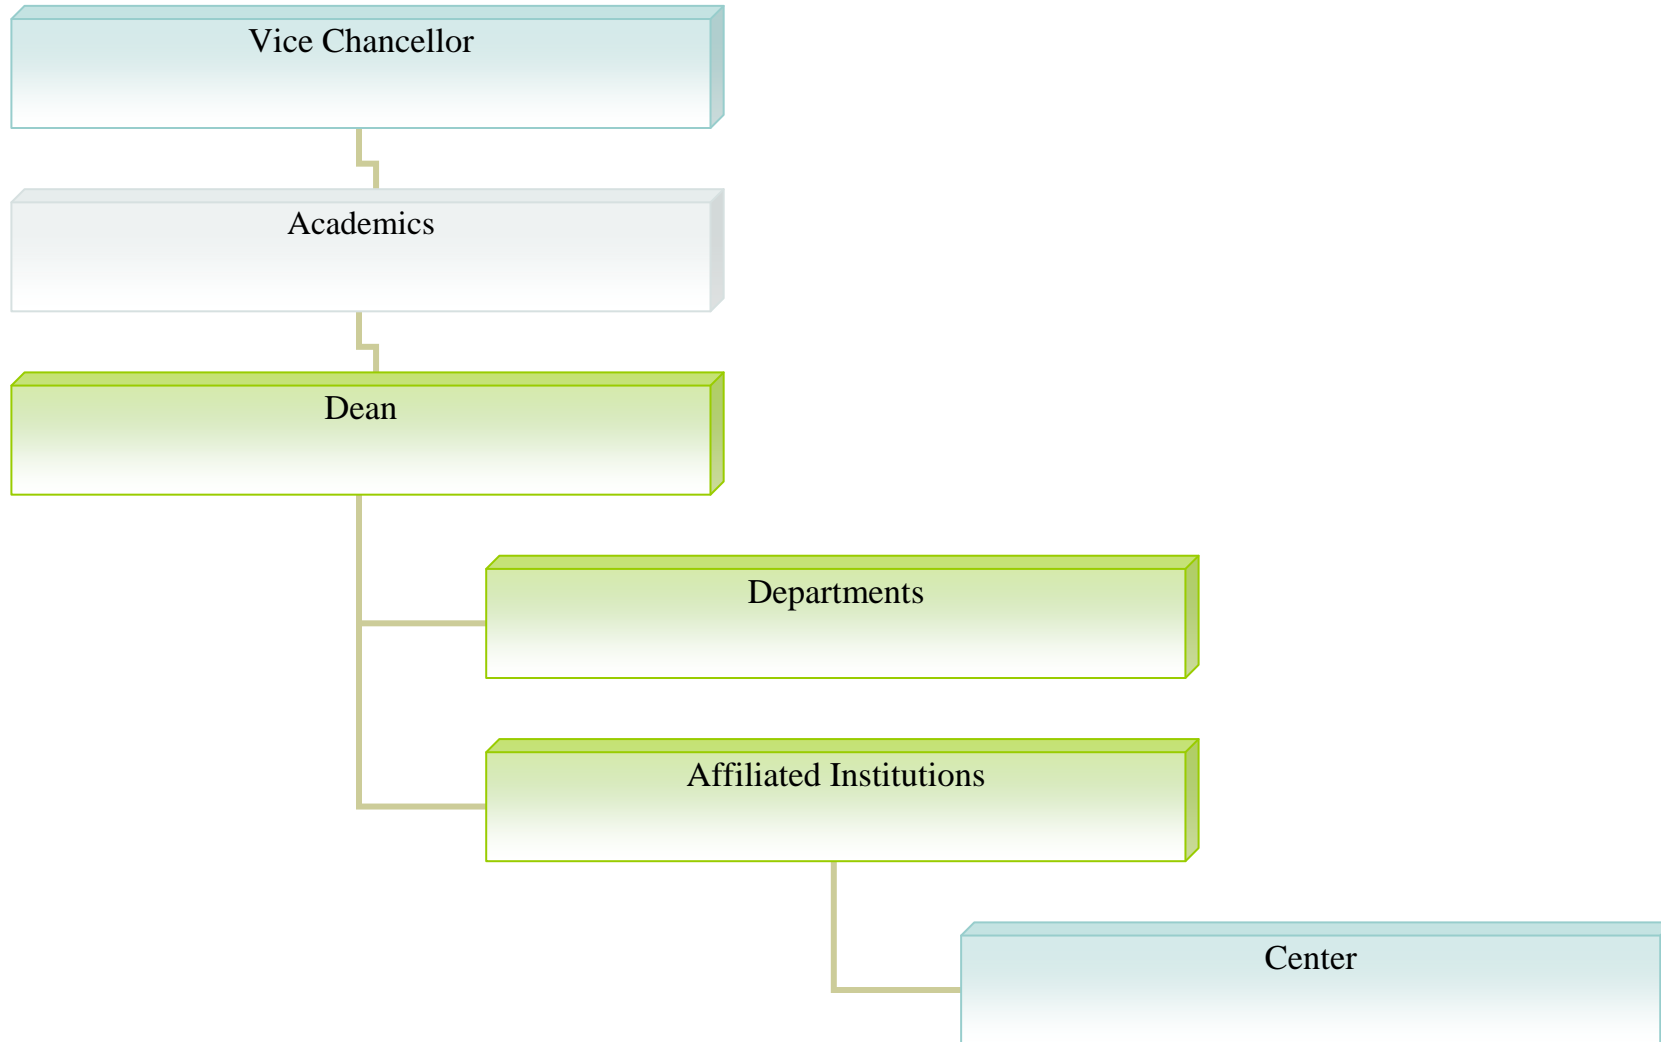 Vice Chancellor
Academics
Dean
Departments
Affiliated Institutions
Center